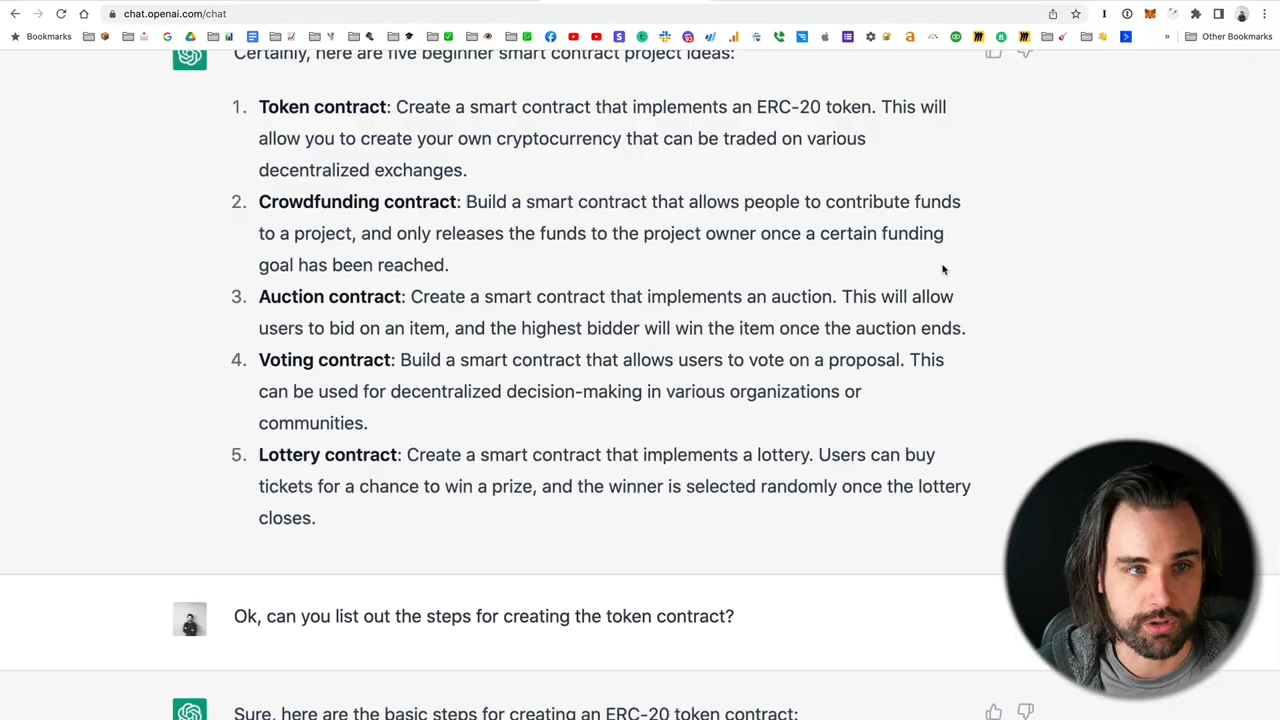 chat.openai.com/chat
Bookmarks
Other Bookmarks
Certainly, here are five beginner smart contract project ideas:
1. Token contract: Create a smart contract that implements an ERC-20 token. This will
allow you to create your own cryptocurrency that can be traded on various
decentralized exchanges.
2. Crowdfunding contract: Build a smart contract that allows people to contribute funds
to a project, and only releases the funds to the project owner once a certain funding
goal has been reached.
3. Auction contract: Create a smart contract that implements an auction. This will allow
users to bid on an item, and the highest bidder will win the item once the auction ends.
4. Voting contract: Build a smart contract that allows users to vote on a proposal. This
can be used for decentralized decision-making in various organizations or
communities.
5. Lottery contract: Create a smart contract that implements a lottery. Users can buy
tickets for a chance to win a prize, and the winner is selected randomly once the lottery
closes.
Ok, can you list out the steps for creating the token contract?
Sure, here are the basic steps for creating an ERC-20 token contract: